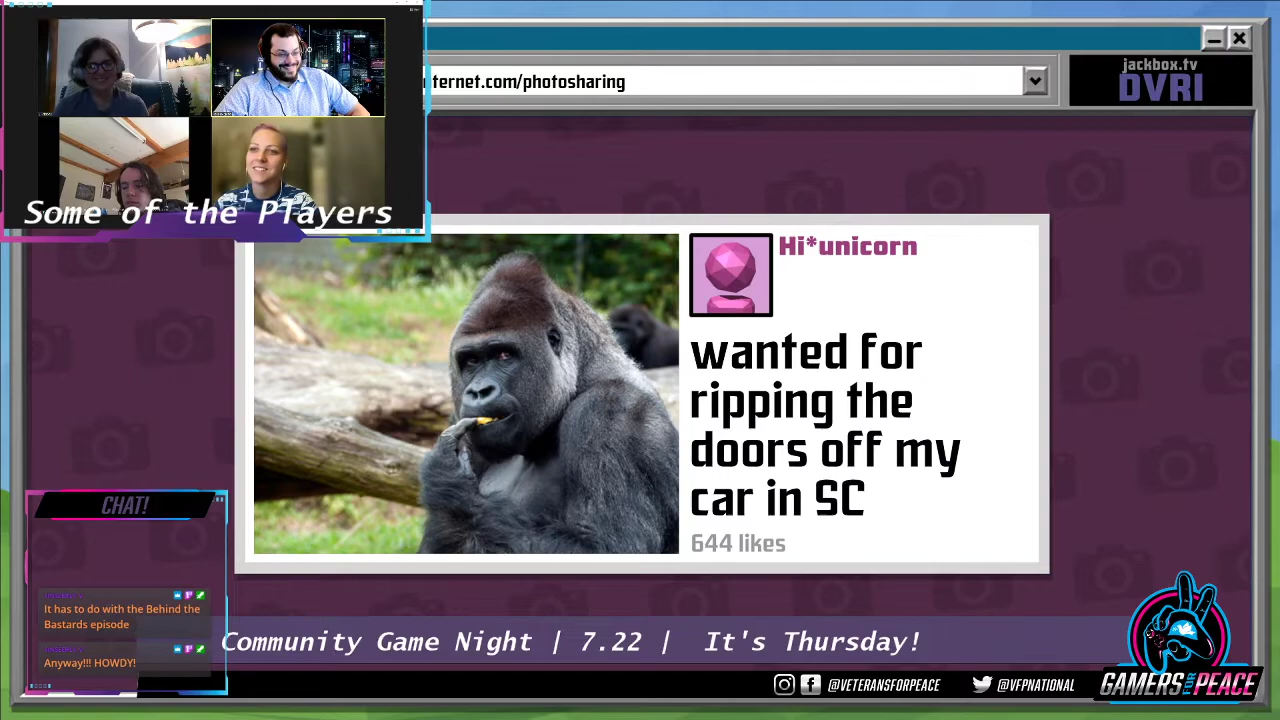 nternet.com/photosharing
jackbox.tv
DVRI
Some of the Players
Hi*unicorn
wanted for
ripping the
doors off my
car in SC
644 likes
CHAT!
It has to do with the Behind the
Bastards episode
Anyway!!! HOWDY!
Community Game Night | 7.22 | It's Thursday!
@VETERANSFORPEACE
@VFPNATIONAL
GAMERS FOR PEACE